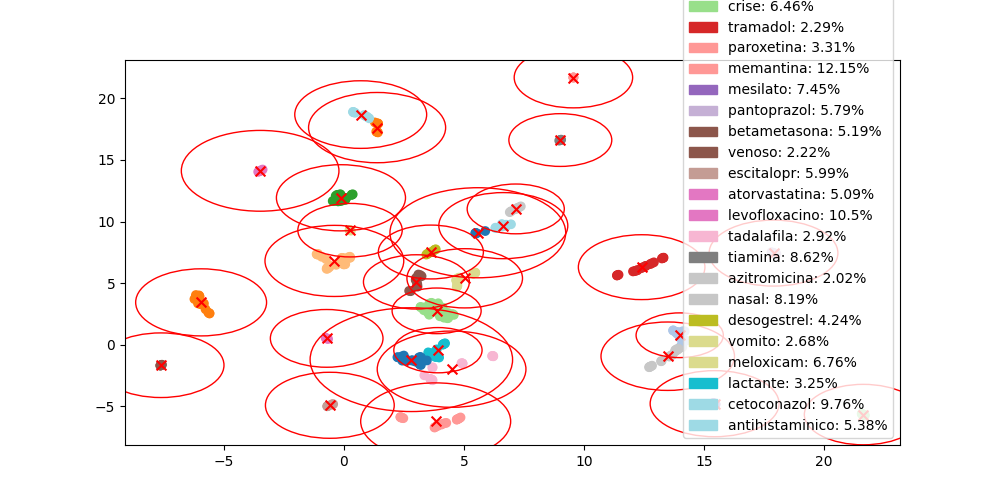 crise: 6.46%
tramadol: 2.29%
paroxetina: 3.31%
memantina: 12.15%
mesilato: 7.45%
pantoprazol: 5.79%
betametasona: 5.19%
venoso: 2.22%
escitalopr: 5.99%
atorvastatina: 5.09%
levofloxacino: 10.5%
tadalafila: 2.92%
tiamina: 8.62%
azitromicina: 2.02%
nasal: 8.19%
desogestrel: 4.24%
vomito: 2.68%
meloxicam: 6.76%
lactante: 3.25%
cetoconazol: 9.76%
antihistamínico: 5.38%
20
15
10
5
0
−5
−5 0 5 10 15 20